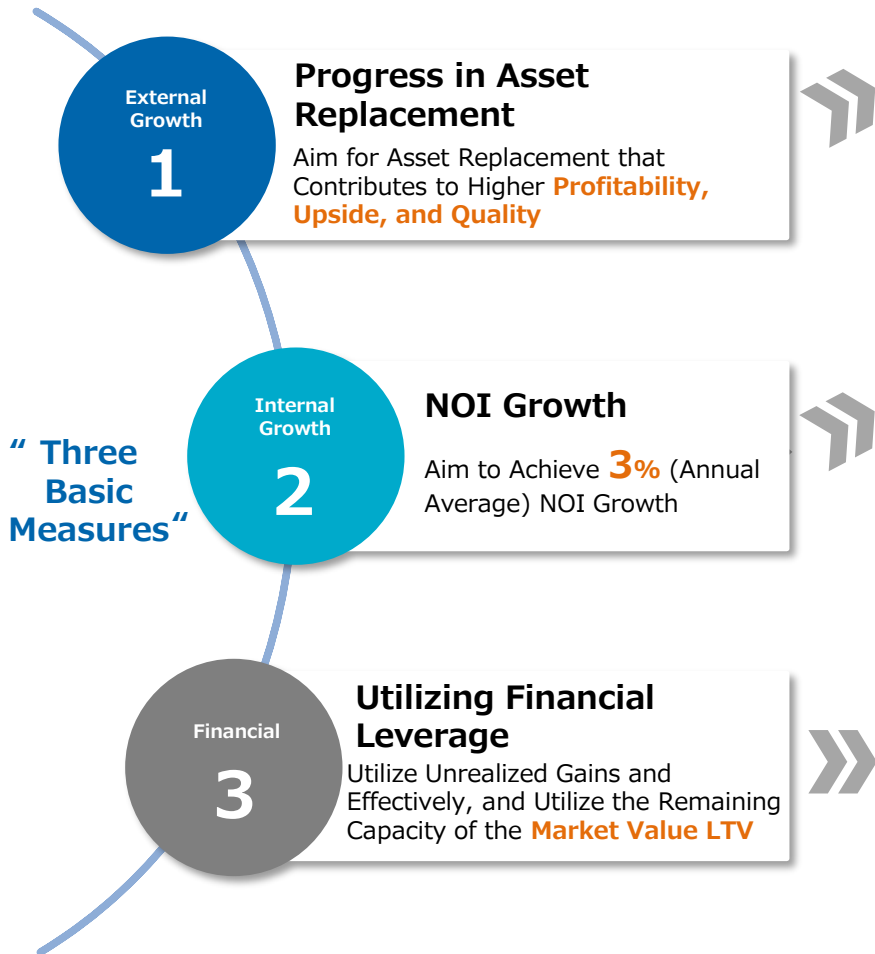 External
Growth
1
Progress in Asset
Replacement
Aim for Asset Replacement that
Contributes to Higher Profitability,
Upside, and Quality
“ Three
Basic
Measures“
Internal
Growth
2
NOI Growth
Aim to Achieve 3% (Annual
Average) NOI Growth
Financial
3
Utilizing Financial
Leverage
Utilize Unrealized Gains and
Effectively, and Utilize the Remaining
Capacity of the Market Value LTV